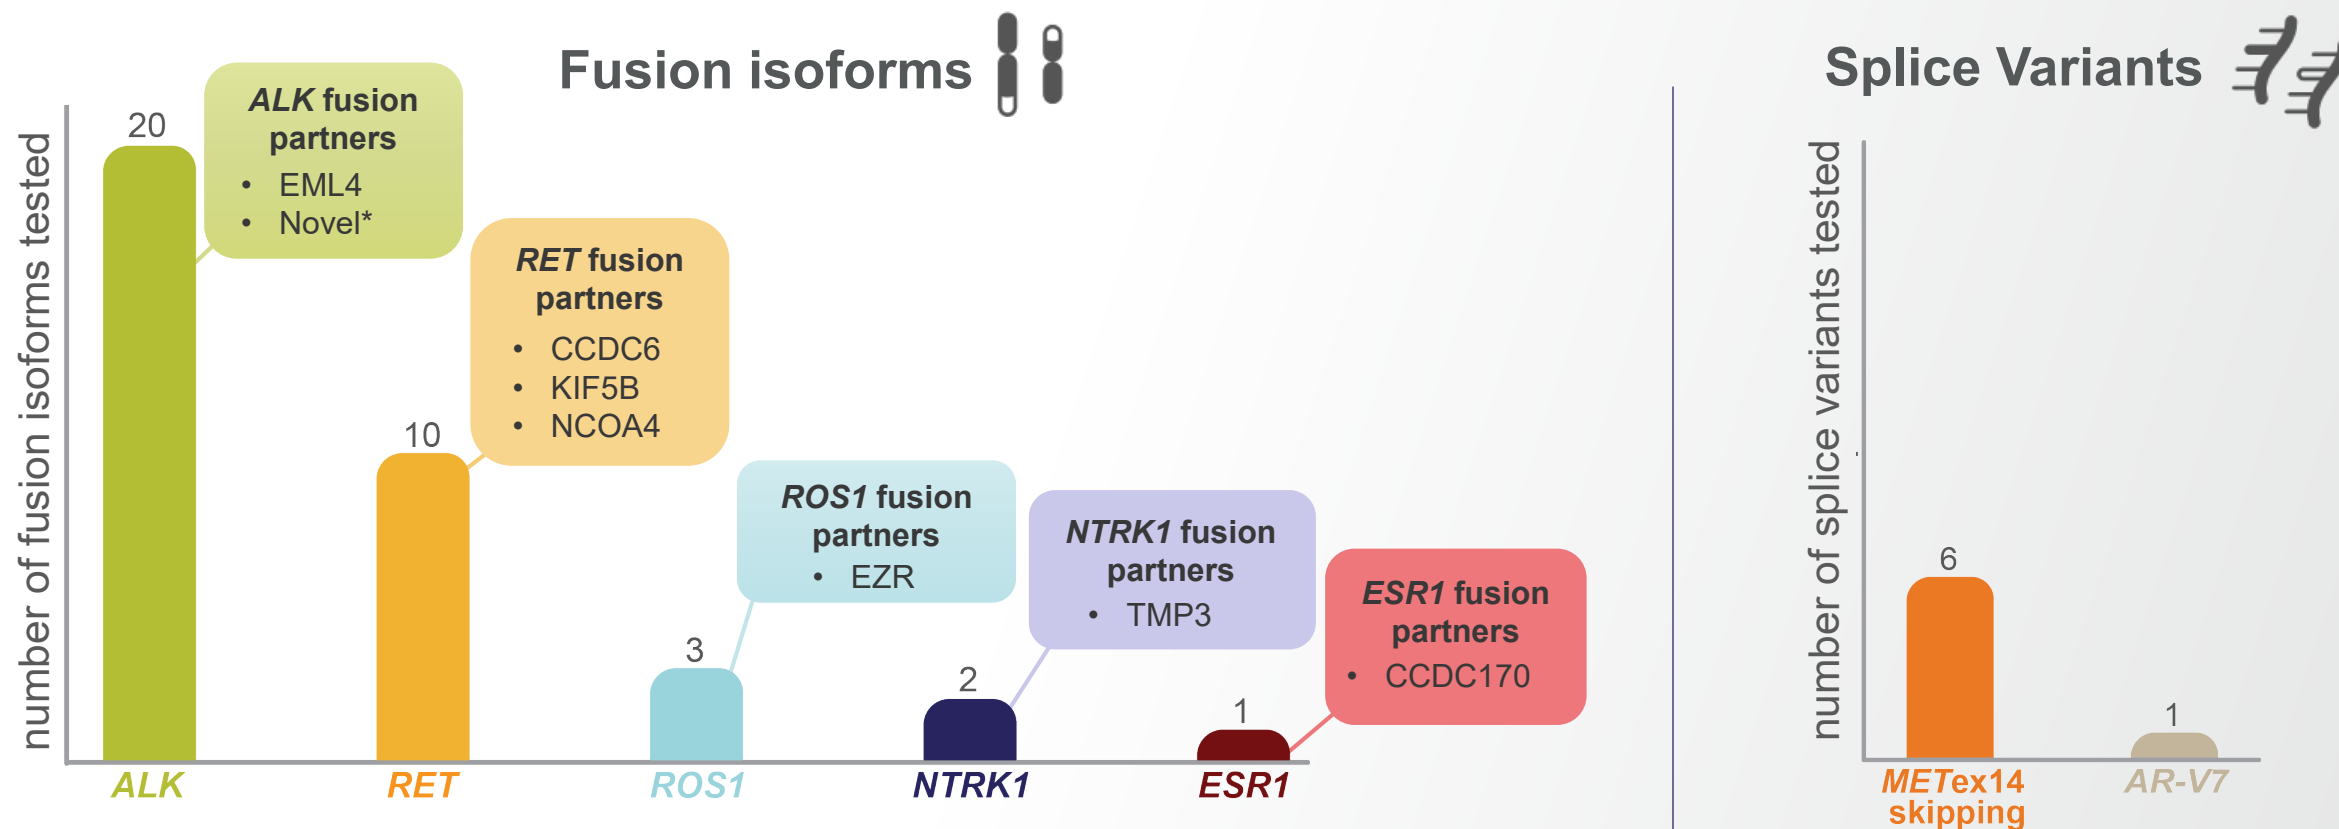 Fusion isoforms
number of fusion isoforms tested
20
ALK fusion
partners
• EML4
• Novel*
10
RET fusion
partners
• CCDC6
• KIF5B
• NCOA4
3
ROS1 fusion
partners
• EZR
2
NTRK1 fusion
partners
• TMP3
1
ESR1 fusion
partners
• CCDC170
ALK
RET
ROS1
NTRK1
ESR1
Splice Variants
number of splice variants tested
6
1
METex14
skipping
AR-V7